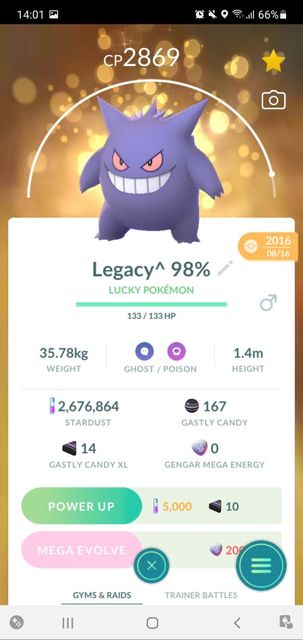 14:01 66%
CP2869
2016
08/16
Legacy^ 98%
LUCKY POKÉMON
133 / 133 HP
35.78kg 1.4m
WEIGHT GHOST / POISON HEIGHT
2,676,864 167
STARDUST GASTLY CANDY
14 0
GASTLY CANDY XL GENGAR MEGA ENERGY
POWER UP 5,000 10
MEGA EVOLVE
GYMS & RAIDS TRAINER BATTLES